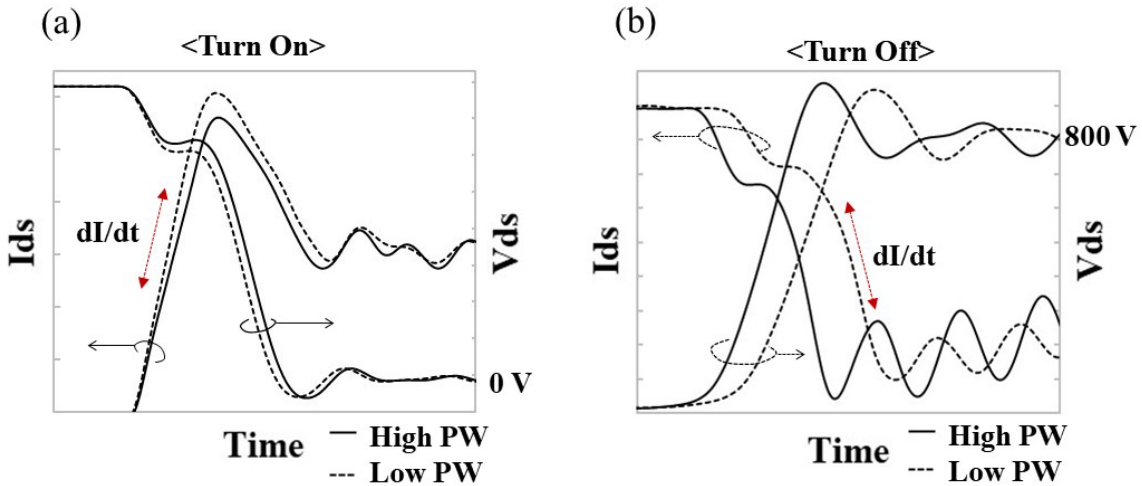 (a)
<Turn On>
Ids
dI/dt
Vds
0 V
Time
High PW
Low PW
(b)
<Turn Off>
Ids
dI/dt
800 V
Vds
Time
High PW
Low PW